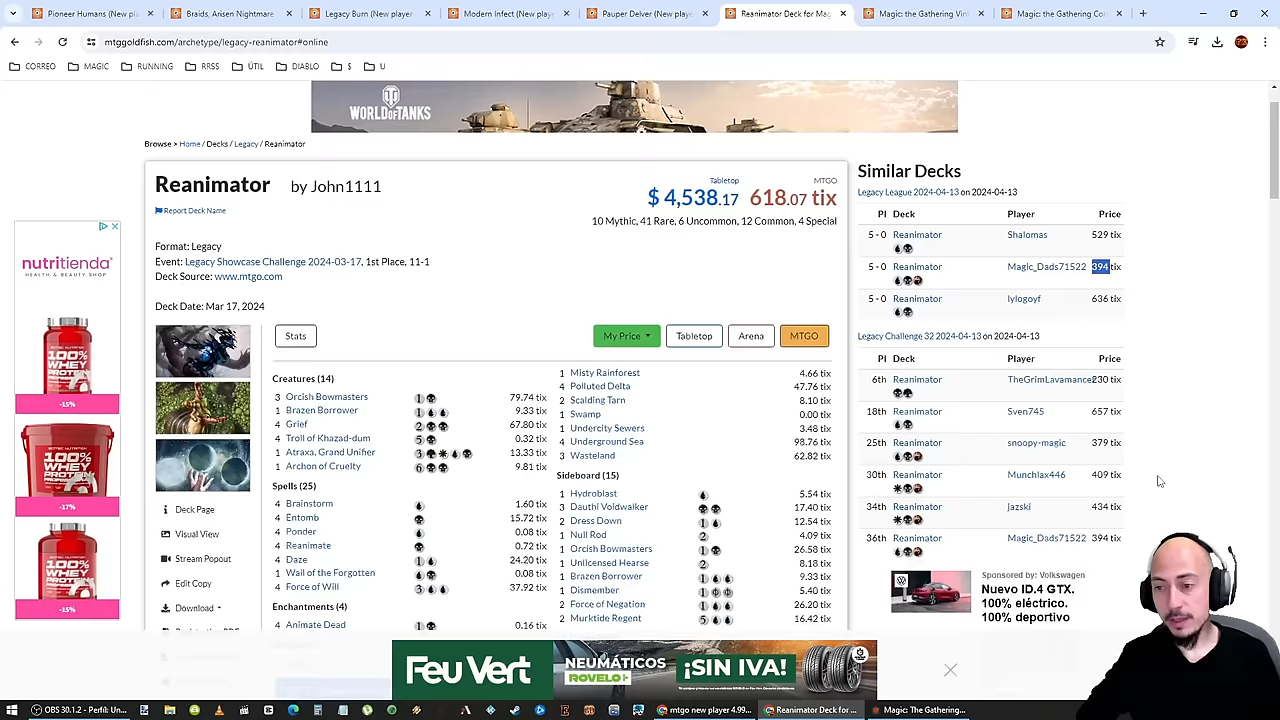 Pioneer Humans (New pla
Braids, Arisen Nightmare
Legacy Burn (New player
Modern Infect (New playe
Pauper Delver (New playe
Reanimator Deck for Mag
Magic: the Gathering Vin
Magic: the Gathering Co
mtggoldfish.com/archetype/legacy-reanimator#online
CORREO
MAGIC
RUNNING
RRSS
ÚTIL
DIABLO
$
U
WORLD OF TANKS
Browse > Home / Decks / Legacy / Reanimator
Reanimator by John1111
Report Deck Name
Tabletop
$ 4,538.17
MTGO
618.07 tix
10 Mythic, 41 Rare, 6 Uncommon, 12 Common, 4 Special
Format: Legacy
Event: Legacy Showcase Challenge 2024-03-17, 1st Place, 11-1
Deck Source: www.mtgo.com
Deck Date: Mar 17, 2024
Stats
My Price
Tabletop
Arena
MTGO
Creatures (14)
3 Orcish Bowmasters 79.74 tix
1 Brazen Borrower 9.33 tix
4 Grief 67.80 tix
4 Troll of Khazad-dum 0.32 tix
1 Atraxa, Grand Unifier 3.33 tix
1 Archon of Cruelty 9.81 tix
Spells (25)
4 Brainstorm 1.60 tix
4 Entomb 15.72 tix
4 Ponder 0.08 tix
4 Reanimate 0.72 tix
4 Daze 24.20 tix
1 Wail of the Forgotten 0.08 tix
4 Force of Will 37.92 tix
Enchantments (4)
4 Animate Dead 0.16 tix
1 Misty Rainforest 4.66 tix
4 Polluted Delta 47.76 tix
2 Scalding Tarn 8.10 tix
1 Swamp 0.00 tix
1 Undercity Sewers 3.48 tix
4 Underground Sea 98.76 tix
3 Wasteland 62.82 tix
Sideboard (15)
1 Hydroblast 5.54 tix
3 Dauthi Voidwalker 17.40 tix
2 Dress Down 12.54 tix
1 Null Rod 4.09 tix
1 Orcish Bowmasters 26.58 tix
1 Unlicensed Hearse 8.18 tix
1 Brazen Borrower 9.33 tix
1 Dismember 5.40 tix
2 Force of Negation 26.20 tix
2 Murktide Regent 16.42 tix
Deck Page
Visual View
Stream Popout
Edit Copy
Download
Similar Decks
Legacy League 2024-04-13 on 2024-04-13
Pl Deck Player Price
5 - 0 Reanimator Shalomas 529 tix
5 - 0 Reanimator Magic_Dads71522 394 tix
5 - 0 Reanimator lylogoyf 636 tix
Legacy Challenge 32 2024-04-13 on 2024-04-13
Pl Deck Player Price
6th Reanimator TheGrimLavamancer 230 tix
18th Reanimator Sven745 657 tix
25th Reanimator snoopy-magic 379 tix
30th Reanimator Munchlax446 409 tix
34th Reanimator Jazski 434 tix
36th Reanimator Magic_Dads71522 394 tix
Sponsored by: Volkswagen
Nuevo ID.4 GTX.
100% eléctrico.
100% deportivo
nutritienda
HEALTH & BEAUTY SHOP
100%
WHEY
-15%
100%
WHEY
-17%
100%
WHEY
-15%
FEU VERT
NEUMÁTICOS
ROVELO
¡SIN IVA!
OBS 30.1.2 - Perfil: Un...
mtgo new player 4.99...
Reanimator Deck for ...
Magic: The Gathering...